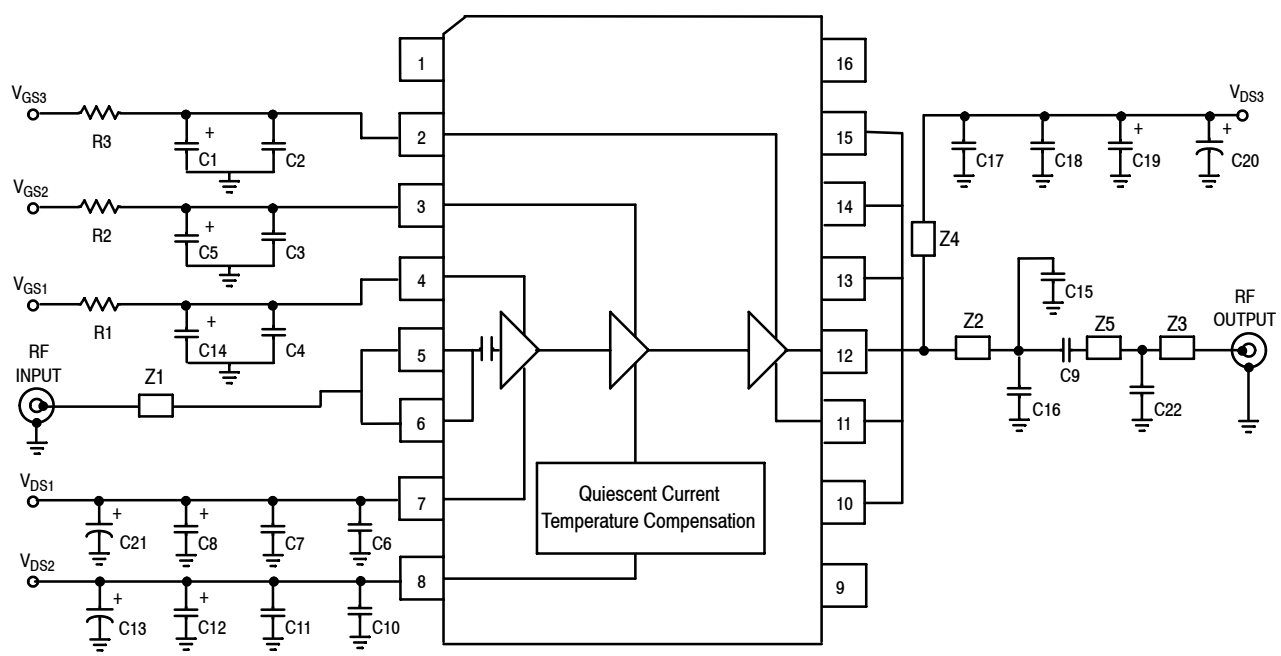 1
16
V_GS3
R3
+
C1
C2
2
15
V_DS3
C17
C18
+
C19
+
C20
V_GS2
R2
+
C5
C3
3
14
Z4
V_GS1
R1
+
C14
C4
4
13
C15
RF
INPUT
Z1
5
6
12
11
Z2
C16
C9
Z5
C22
Z3
RF
OUTPUT
V_DS1
+
C21
+
C8
C7
C6
7
10
Quiescent Current
Temperature Compensation
V_DS2
+
C13
+
C12
C11
C10
8
9